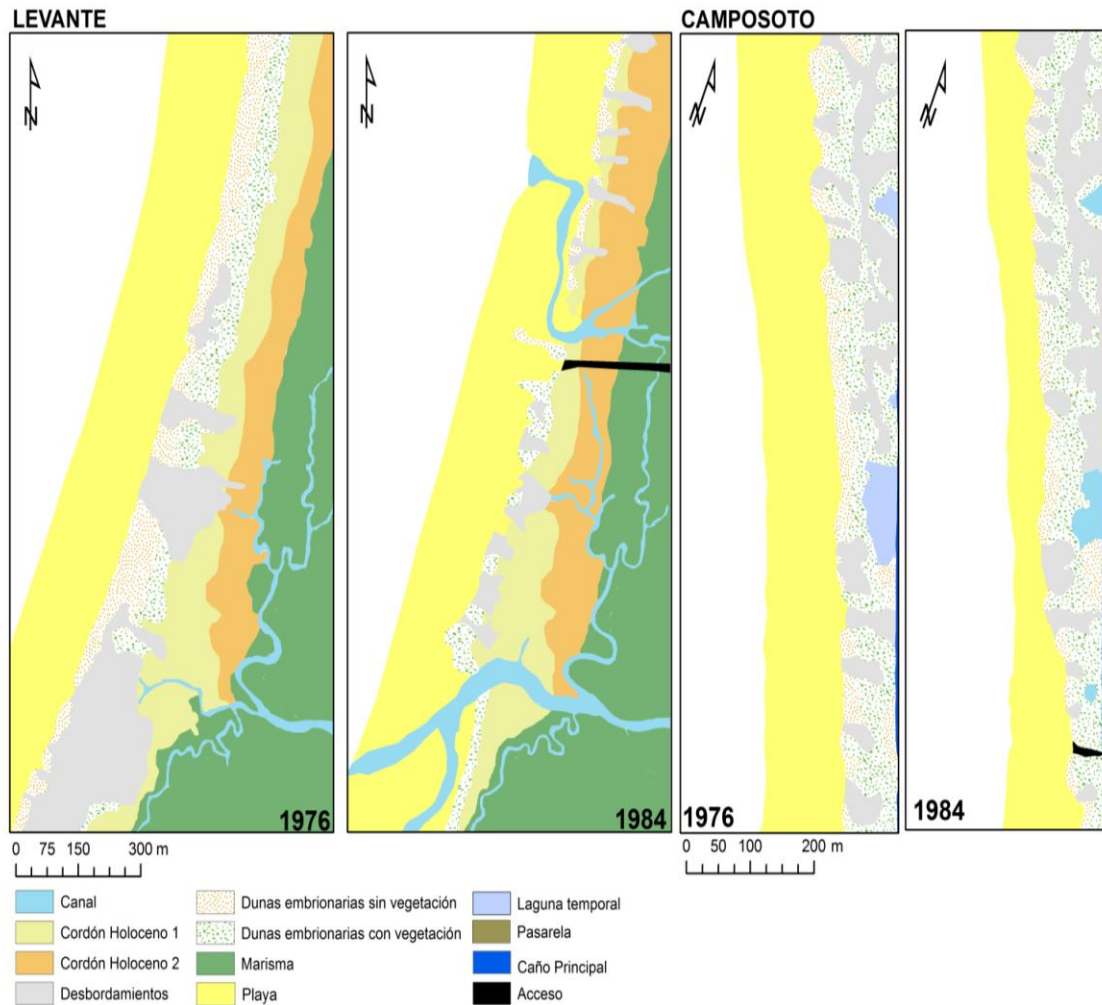 LEVANTE
CAMPOSOTO
N
N
N
N
1976
1984
1976
1984
0 75 150 300 m
0 50 100 200 m
Canal
Cordón Holoceno 1
Cordón Holoceno 2
Desbordamientos
Dunas embrionarias sin vegetación
Dunas embrionarias con vegetación
Marisma
Playa
Laguna temporal
Pasarela
Caño Principal
Acceso